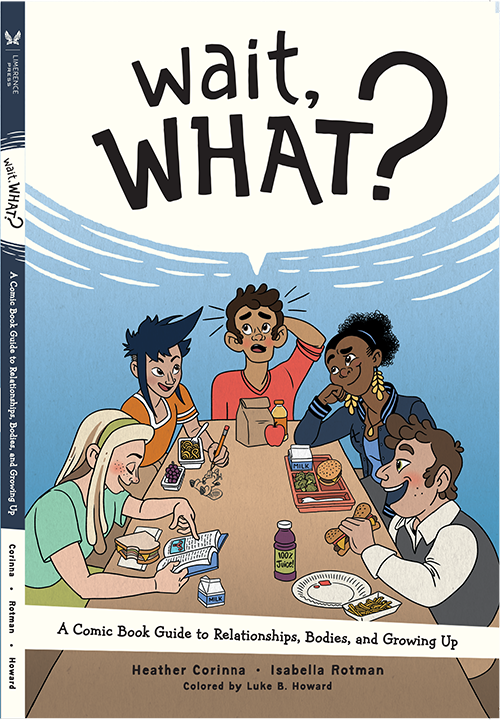 LIMERENCE
PRESS
wait, WHAT?
A Comic Book Guide to Relationships, Bodies, and Growing Up
Corinna • Rotman • Howard
wait,
WHAT?
MILK
100%
Juice!
MILK
A Comic Book Guide to Relationships, Bodies, and Growing Up
Heather Corinna • Isabella Rotman
Colored by Luke B. Howard